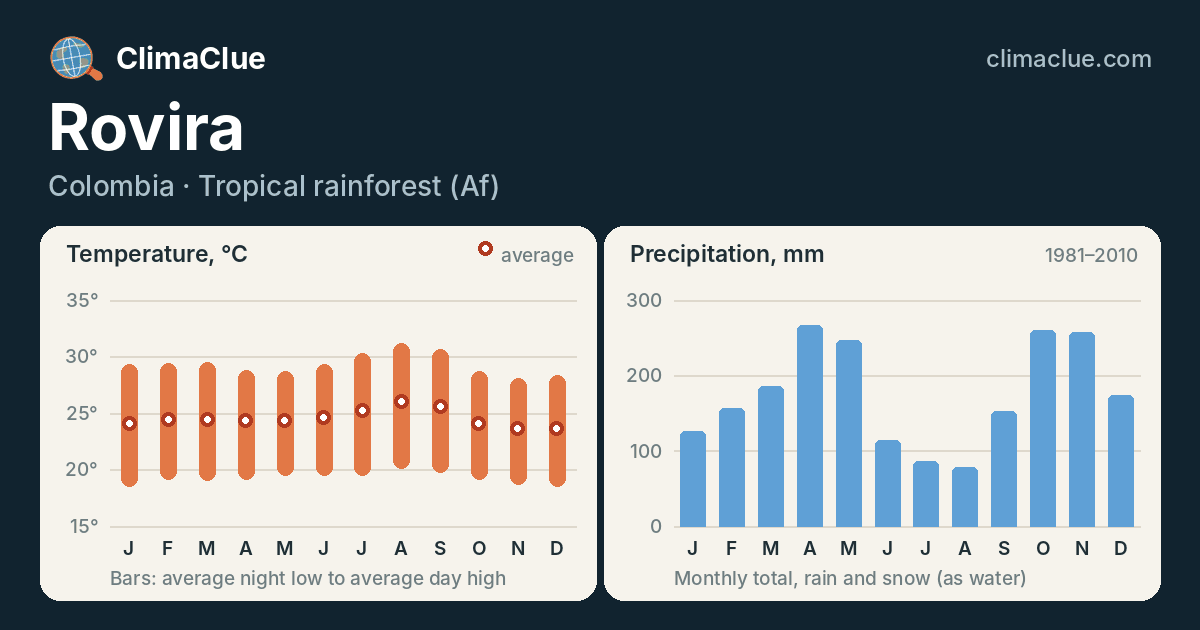 ClimaClue
climaclue.com
Rovira
Colombia · Tropical rainforest (Af)
Temperature, °C
average
35°
30°
25°
20°
15°
J F M A M J J A S O N D
Bars: average night low to average day high
Precipitation, mm
1981–2010
300
200
100
0
J F M A M J J A S O N D
Monthly total, rain and snow (as water)